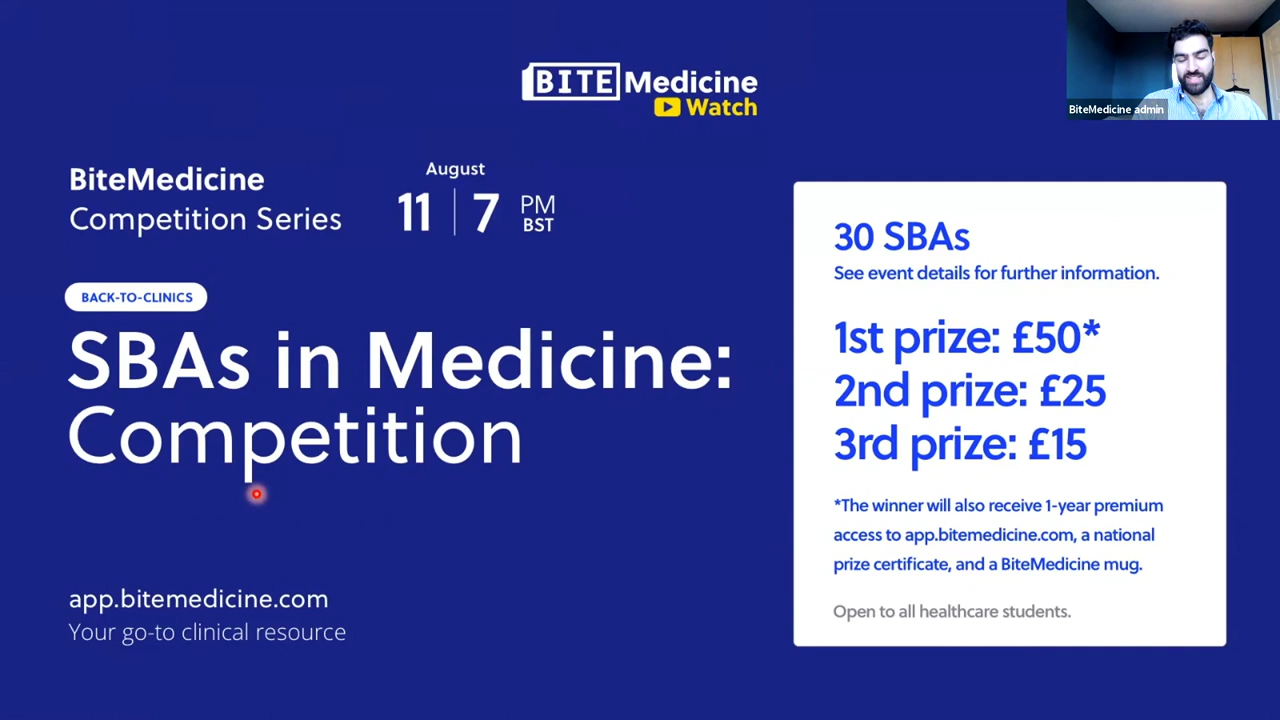 BITE Medicine
Watch
BiteMedicine admin
BiteMedicine
Competition Series
August
11 | 7 PM
BST
BACK-TO-CLINICS
SBAs in Medicine:
Competition
app.bitemedicine.com
Your go-to clinical resource
30 SBAs
See event details for further information.
1st prize: £50*
2nd prize: £25
3rd prize: £15
*The winner will also receive 1-year premium
access to app.bitemedicine.com, a national
prize certificate, and a BiteMedicine mug.
Open to all healthcare students.